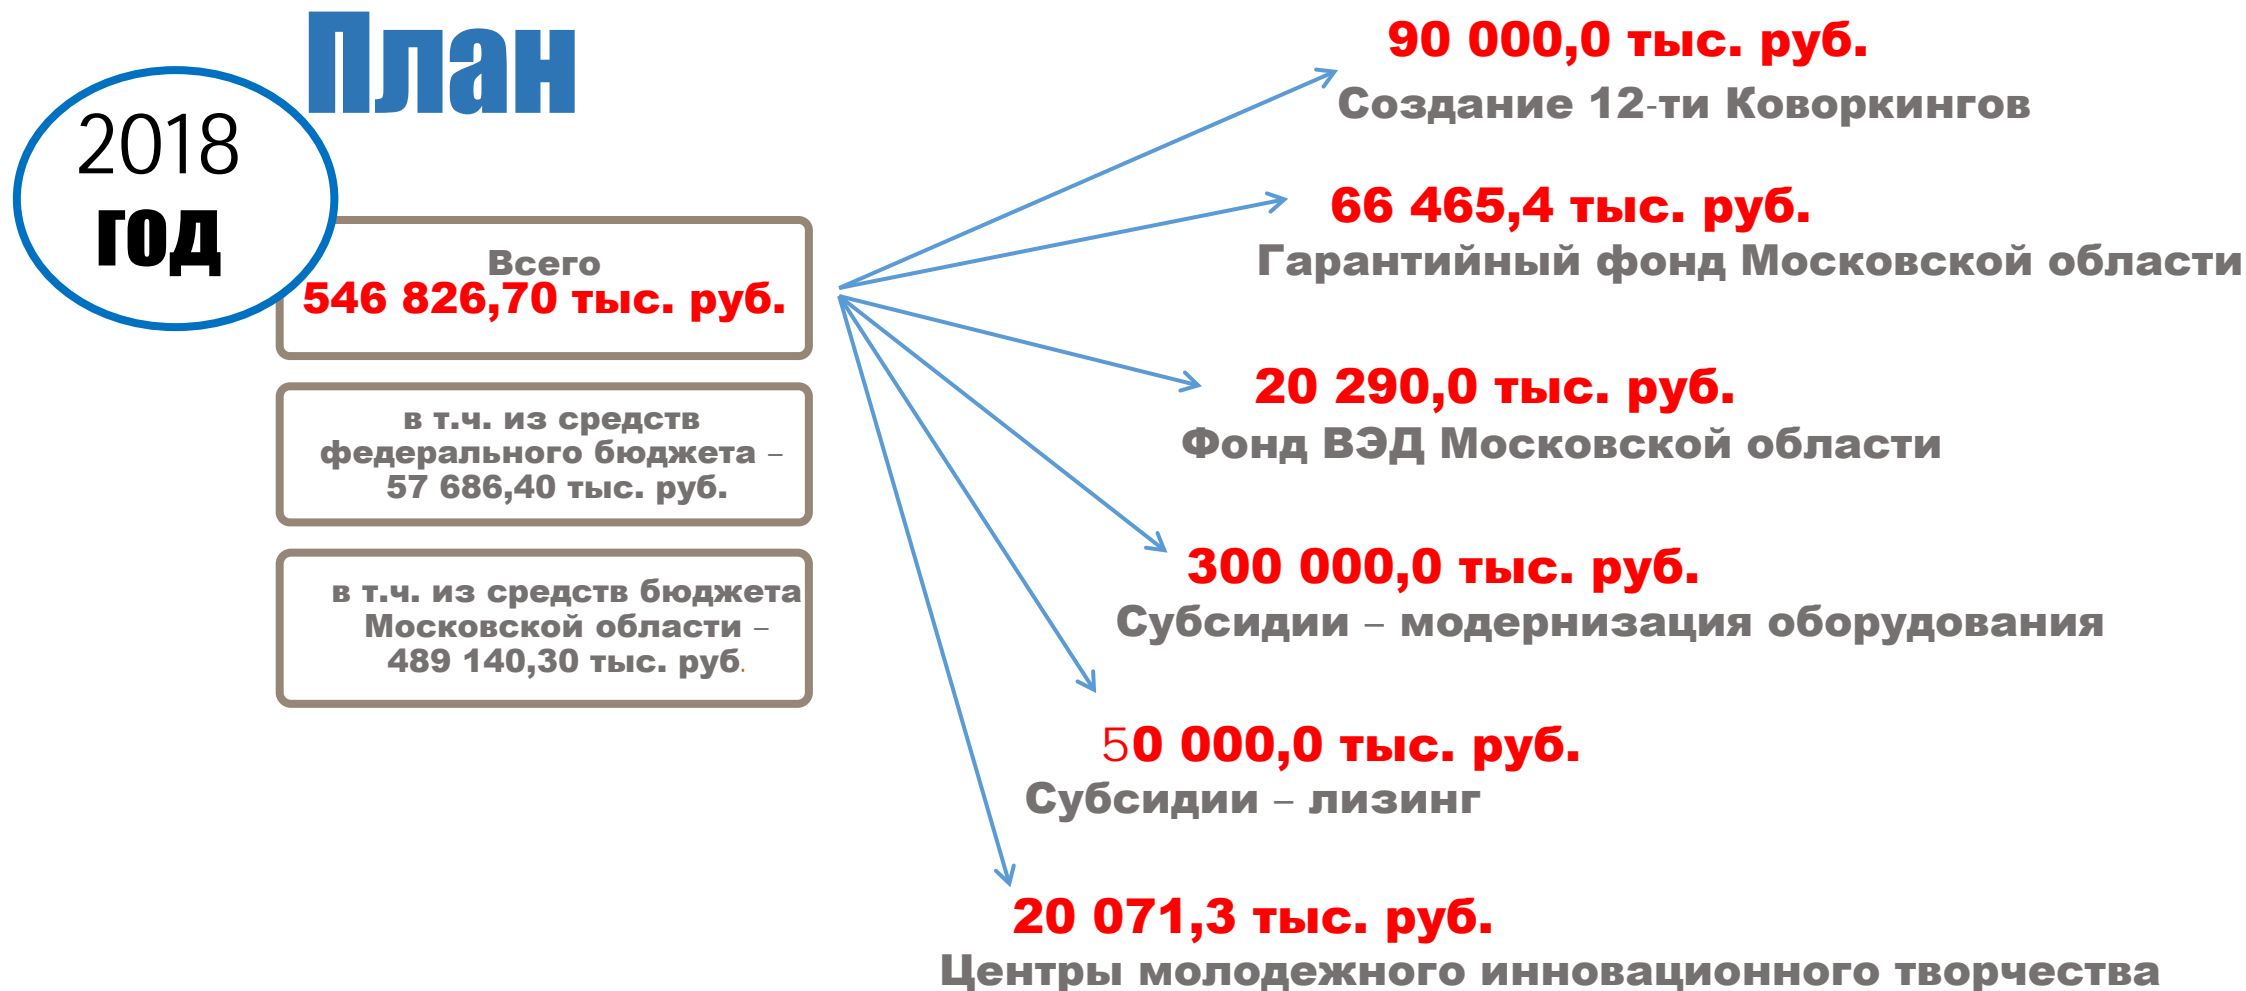 План
2018
год
Всего
546 826,70 тыс. руб.
в т.ч. из средств
федерального бюджета –
57 686,40 тыс. руб.
в т.ч. из средств бюджета
Московской области –
489 140,30 тыс. руб.
90 000,0 тыс. руб.
Создание 12-ти Коворкингов
66 465,4 тыс. руб.
Гарантийный фонд Московской области
20 290,0 тыс. руб.
Фонд ВЭД Московской области
300 000,0 тыс. руб.
Субсидии – модернизация оборудования
50 000,0 тыс. руб.
Субсидии – лизинг
20 071,3 тыс. руб.
Центры молодежного инновационного творчества